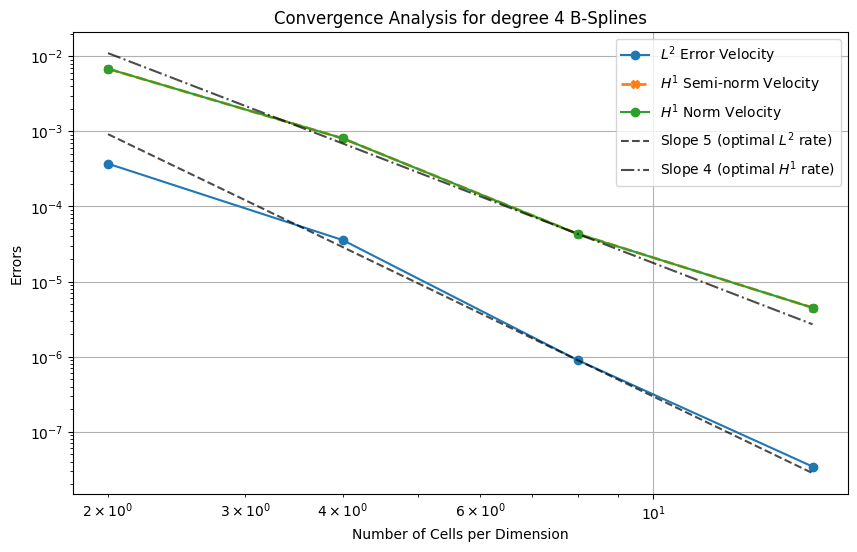 Convergence Analysis for degree 4 B-Splines
$L^2$ Error Velocity
$H^1$ Semi-norm Velocity
$H^1$ Norm Velocity
Slope 5 (optimal $L^2$ rate)
Slope 4 (optimal $H^1$ rate)
Errors
$10^{-2}$
$10^{-3}$
$10^{-4}$
$10^{-5}$
$10^{-6}$
$10^{-7}$
$2 × 10^0$ $3 × 10^0$ $4 × 10^0$ $6 × 10^0$ $10^1$
Number of Cells per Dimension